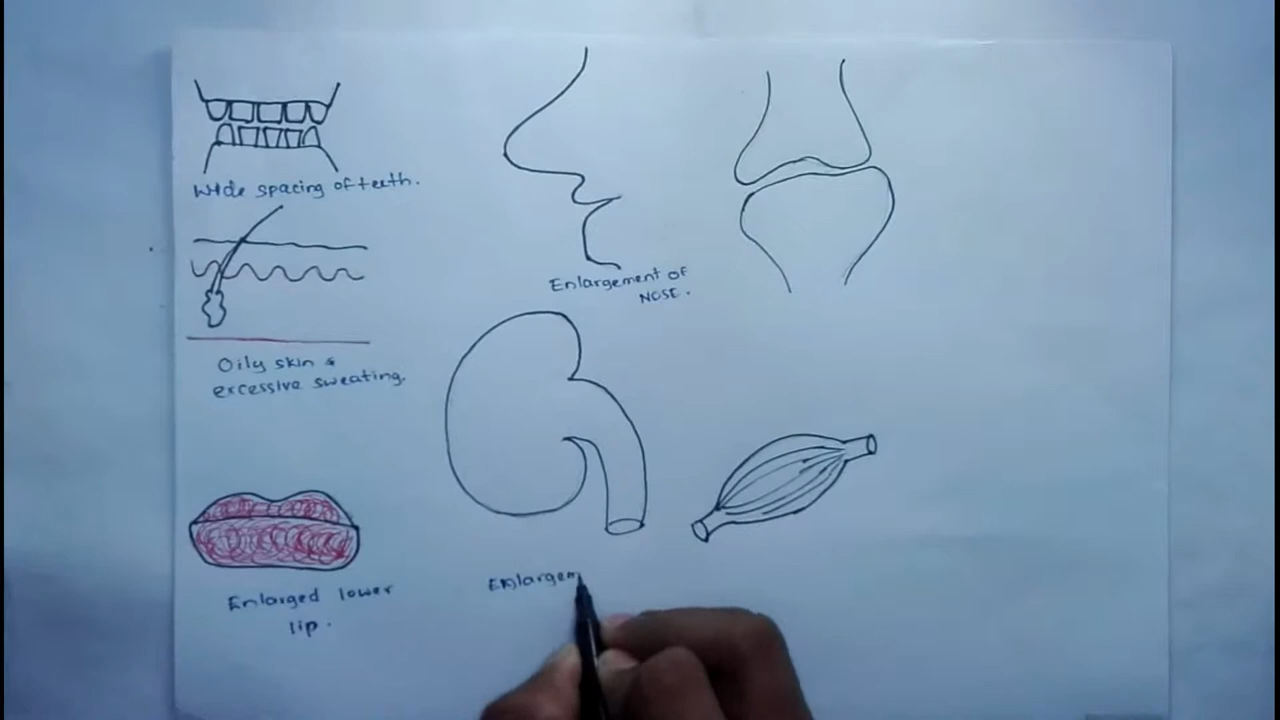 Wide spacing of teeth.
Oily skin &
excessive sweating.
Enlarged lower
lip.
Enlargement of
NOSE.
Enlargem